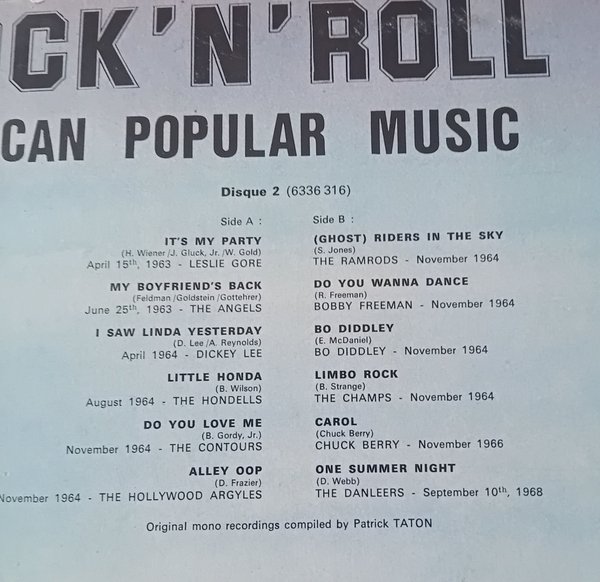 CK'N'ROLL
CAN POPULAR MUSIC
Disque 2 (6336 316)
Side A :
IT'S MY PARTY
(H. Wiener/J. Gluck, Jr./W. Gold)
April 15th, 1963 - LESLIE GORE
MY BOYFRIEND'S BACK
(Feldman/Goldstein/Gottehrer)
June 25th, 1963 - THE ANGELS
I SAW LINDA YESTERDAY
(D. Lee/A. Reynolds)
April 1964 - DICKEY LEE
LITTLE HONDA
(B. Wilson)
August 1964 - THE HONDELLS
DO YOU LOVE ME
(B. Gordy, Jr.)
November 1964 - THE CONTOURS
ALLEY OOP
(D. Frazier)
November 1964 - THE HOLLYWOOD ARGYLES
Side B :
(GHOST) RIDERS IN THE SKY
(S. Jones)
THE RAMRODS - November 1964
DO YOU WANNA DANCE
(R. Freeman)
BOBBY FREEMAN - November 1964
BO DIDDLEY
(E. McDaniel)
BO DIDDLEY - November 1964
LIMBO ROCK
(B. Strange)
THE CHAMPS - November 1964
CAROL
(Chuck Berry)
CHUCK BERRY - November 1966
ONE SUMMER NIGHT
(D. Webb)
THE DANLEERS - September 10th, 1968
Original mono recordings compiled by Patrick TATON